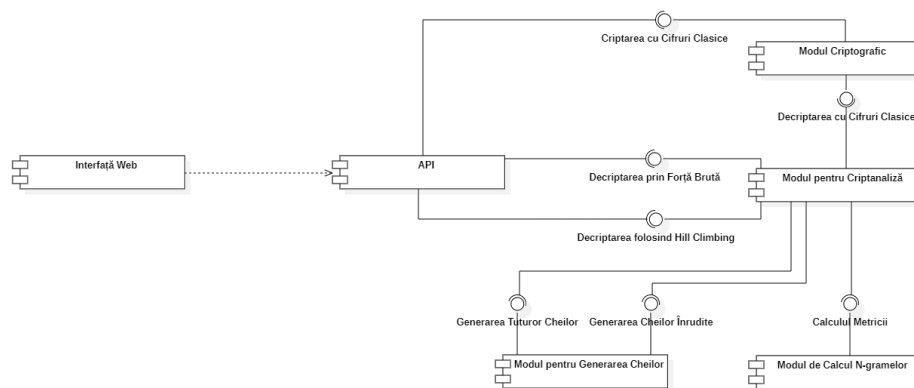 Criptarea cu Cifruri Clasice
Modul Criptografic
Decriptarea cu Cifruri Clasice
Interfață Web
API
Decriptarea prin Forță Brută
Modul pentru Criptanaliză
Decriptarea folosind Hill Climbing
Generarea Tuturor Cheilor
Generarea Cheilor Înrudite
Calculul Metricii
Modul pentru Generarea Cheilor
Modul de Calcul N-gramelor